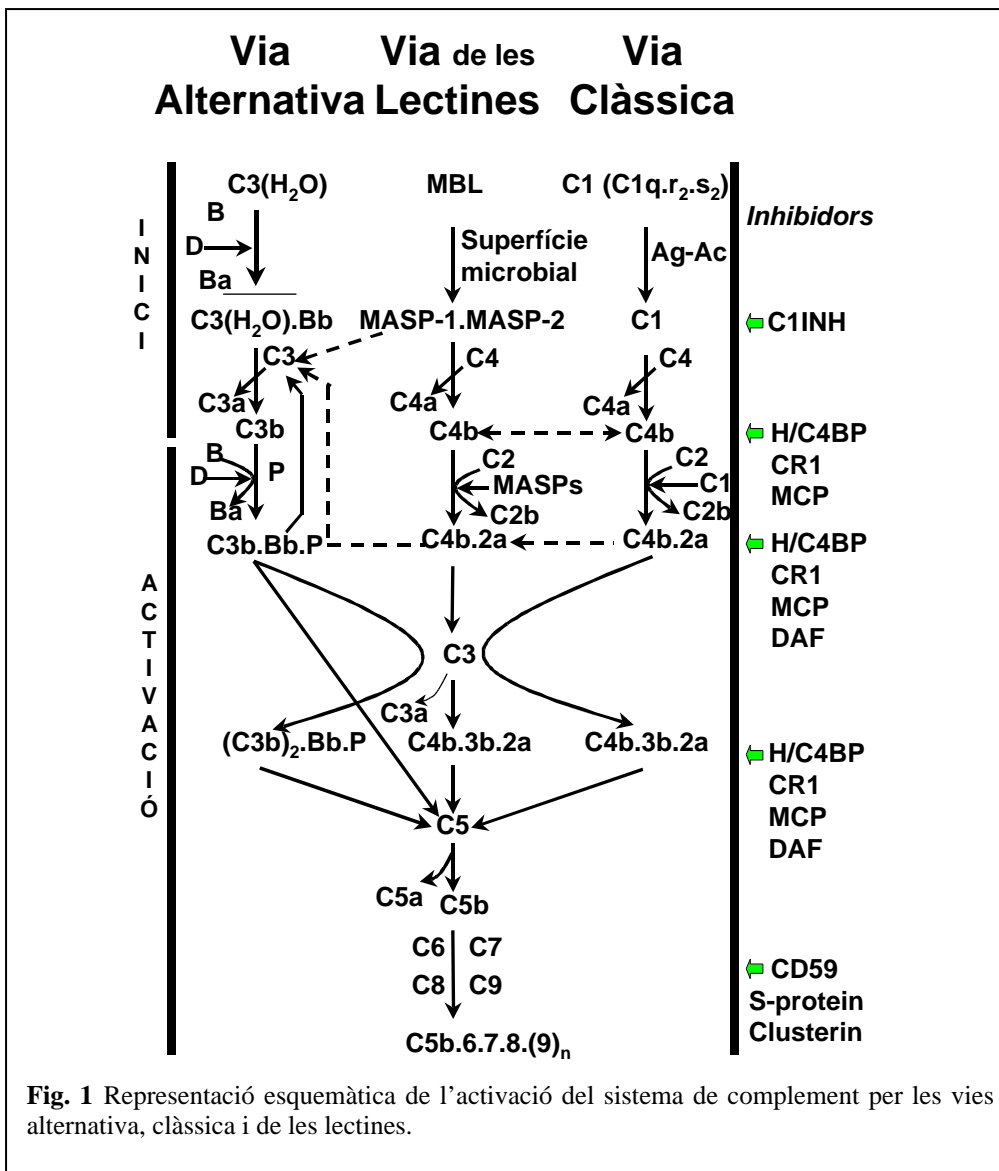 Via Via de les Via
Alternativa Lectines Clàssica
C3(H₂O) MBL C1 (C1q.r₂.s₂)
Inhibidors
B
Superfície
D Ag-Ac
microbial
Ba
C3(H₂O).Bb MASP-1.MASP-2 C1 C1INH
INICI
C3 C4 C4
C3a C4a C4a
C3b C4b C4b H/C4BP
B P C2 C2 CR1
D MASPs C1 MCP
Ba C2b C2b
C3b.Bb.P C4b.2a C4b.2a H/C4BP
CR1
MCP
DAF
ACTIVACIÓ
C3
C3a
(C3b)₂.Bb.P C4b.3b.2a C4b.3b.2a H/C4BP
CR1
MCP
DAF
C5
C5a C5b
C6 C7
C8 C9
CD59
S-protein
Clusterin
C5b.6.7.8.(9)ₙ
Fig. 1 Representació esquemàtica de l’activació del sistema de complement per les vies
alternativa, clàssica i de les lectines.